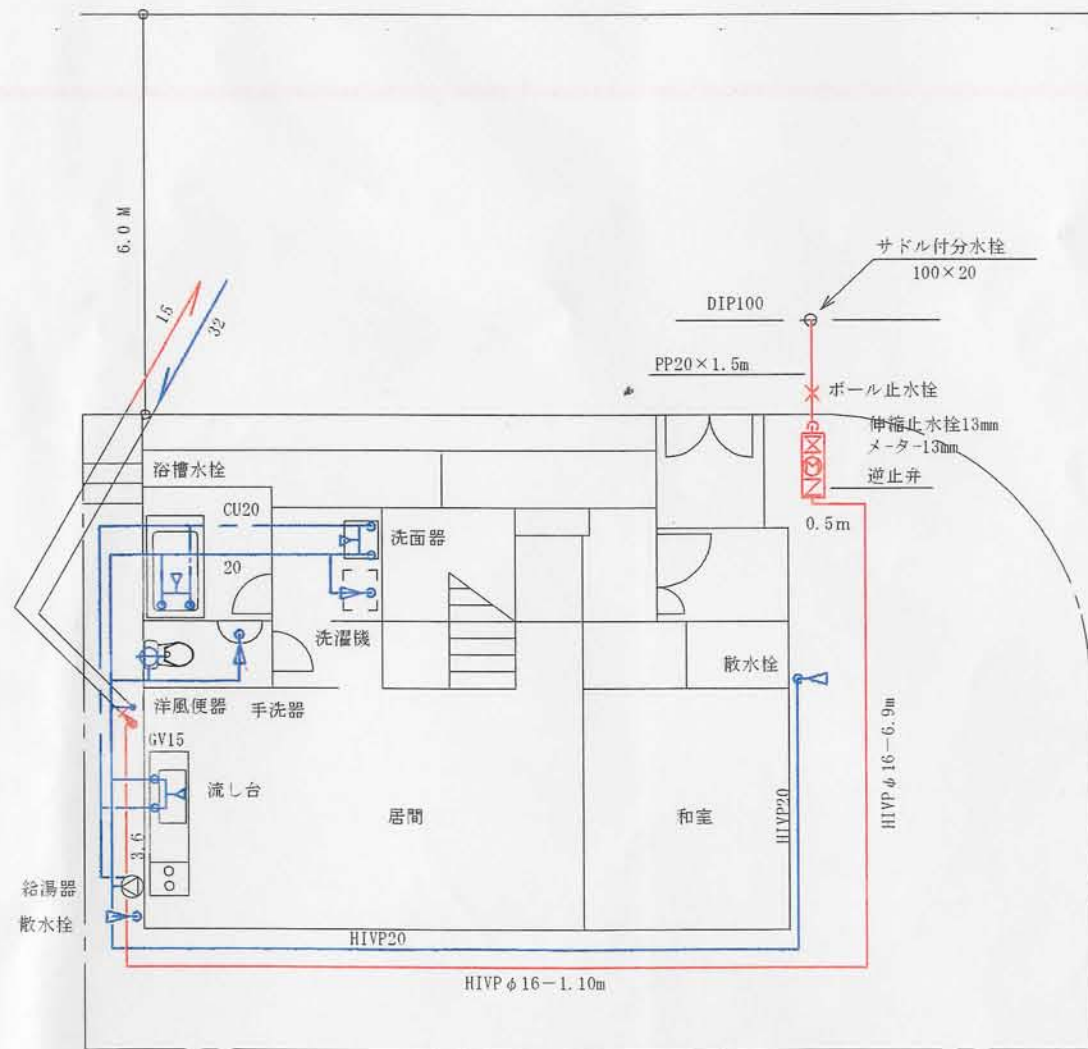 6.0 M
15
32
サドル付分水栓
100×20
DIP100
PP20×1.5m
ボール止水栓
伸縮止水栓13mm
メーター13mm
逆止弁
0.5m
浴槽水栓
CU20
20
洗面器
洗濯機
洋風便器
手洗器
散水栓
GV15
流し台
居間
和室
HIVP20
HIVPφ16-6.9m
3.6
給湯器
散水栓
HIVP20
HIVPφ16-1.10m